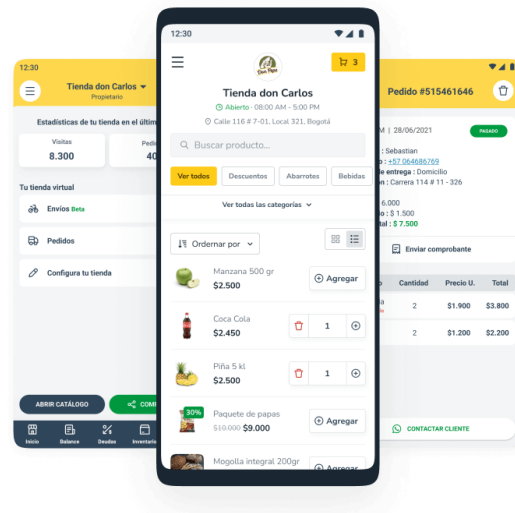 12:30
Tienda don Carlos
Propietario
Estadísticas de tu tienda en el últim
Visitas
8.300
Pedi
40
Tu tienda virtual
Envíos Beta
Pedidos
Configura tu tienda
ABRIR CATÁLOGO
COM
Inicio
Balance
Deudas
Inventario
12:30
3
Tienda don Carlos
Abierto - 08:00 AM - 5:00 PM
Calle 116 # 7-01, Local 321, Bogotá
Buscar producto...
Ver todos
Descuentos
Abarrotes
Bebidas
Ver todas las categorías
Ordernar por
Manzana 500 gr
$2.500
Agregar
Coca Cola
$2.450
1
Piña 5 kl
$2.500
1
30%
Paquete de papas
$10.000 $9.000
Agregar
Mogolla integral 200gr
Agregar
Pedido #515461646
M | 28/06/2021
PAGADO
: Sebastian
o : +57 064686769
de entrega : Domicilio
ón : Carrera 114 # 11 - 326
6.000
o : $ 1.500
tal : $ 7.500
Enviar comprobante
o
Cantidad
Precio U.
Total
la
2
$1.900
$3.800
2
$1.200
$2.200
CONTACTAR CLIENTE